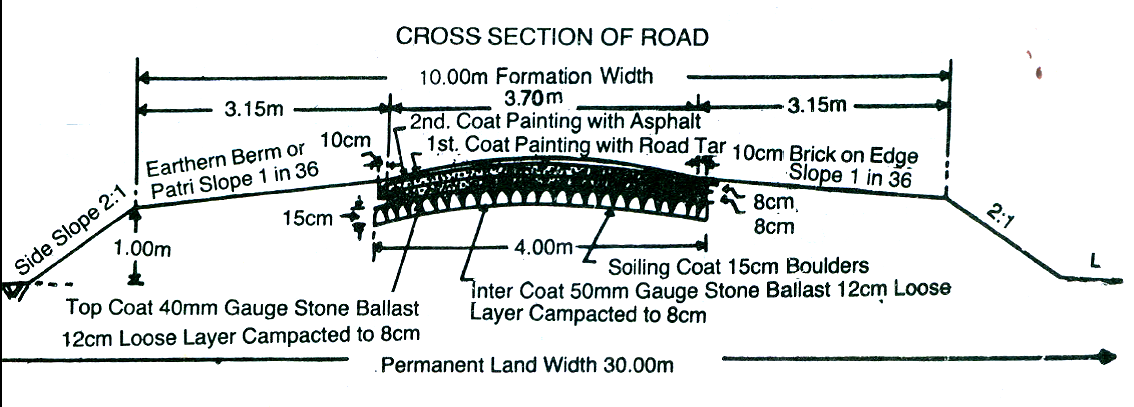 CROSS SECTION OF ROAD
10.00m Formation Width
3.15m
3.70m
3.15m
2nd. Coat Painting with Asphalt
10cm
1st. Coat Painting with Road Tar
10cm Brick on Edge
Slope 1 in 36
Earthern Berm or
Patri Slope 1 in 36
Side Slope 2:1
15cm
8cm
8cm
2:1
1.00m
4.00m
L
Soiling Coat 15cm Boulders
Top Coat 40mm Gauge Stone Ballast
12cm Loose Layer Campacted to 8cm
Inter Coat 50mm Gauge Stone Ballast 12cm Loose
Layer Campacted to 8cm
Permanent Land Width 30.00m